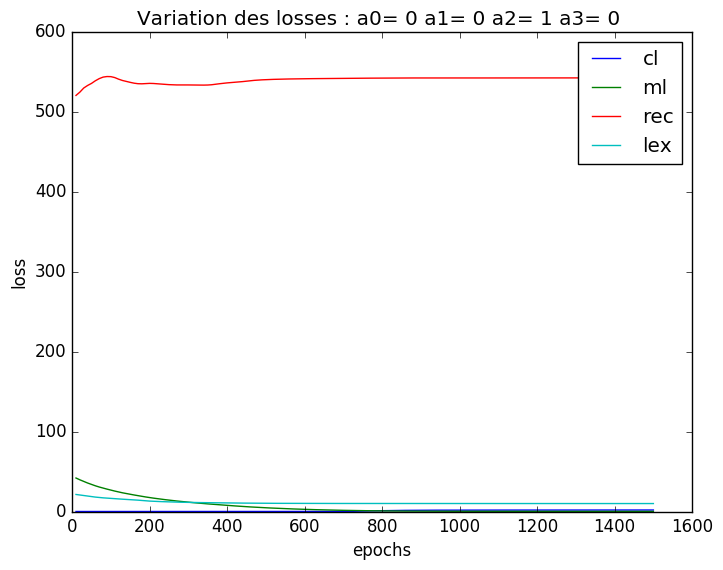 Variation des losses : a0= 0 a1= 0 a2= 1 a3= 0
600
500
400
300
200
100
0
loss
cl
ml
rec
lex
0 200 400 600 800 1000 1200 1400 1600
epochs